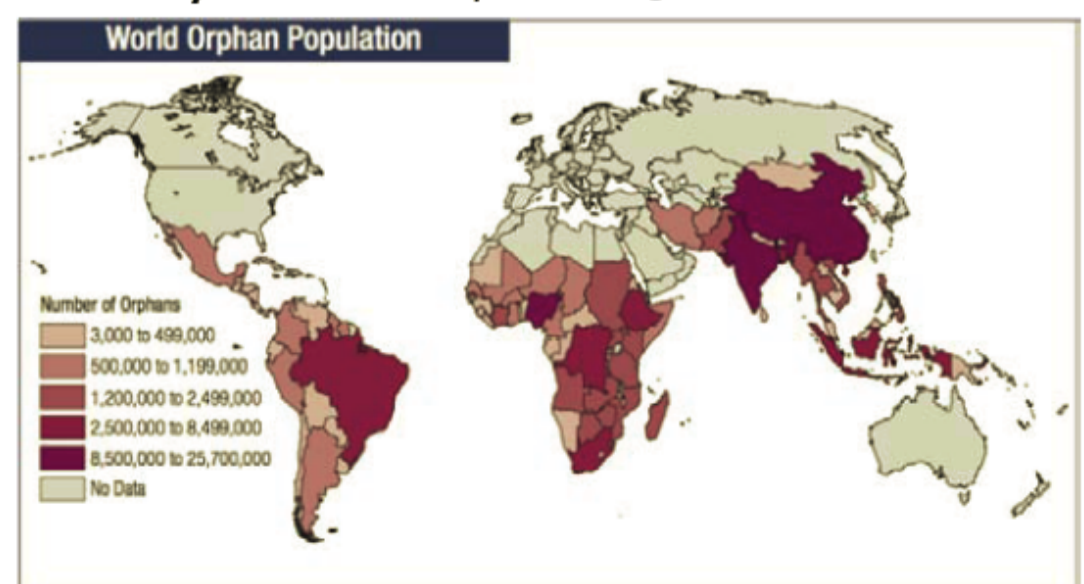 World Orphan Population
Number of Orphans
3,000 to 499,000
500,000 to 1,199,000
1,200,000 to 2,499,000
2,500,000 to 8,499,000
8,500,000 to 25,700,000
No Data